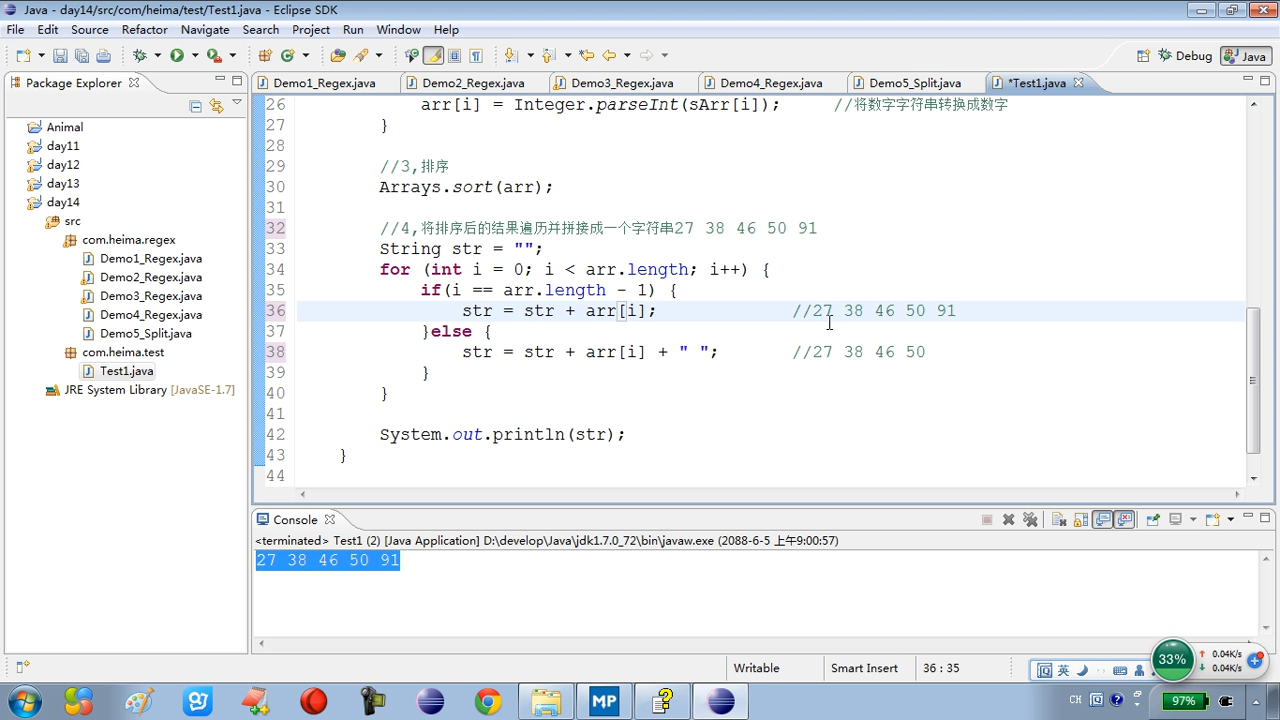 Java - day14/src/com/heima/test/Test1.java - Eclipse SDK
File Edit Source Refactor Navigate Search Project Run Window Help
Debug Java
Package Explorer
Demo1_Regex.java Demo2_Regex.java Demo3_Regex.java Demo4_Regex.java Demo5_Split.java *Test1.java
Animal
day11
day12
day13
day14
src
com.heima.regex
Demo1_Regex.java
Demo2_Regex.java
Demo3_Regex.java
Demo4_Regex.java
Demo5_Split.java
com.heima.test
Test1.java
JRE System Library [JavaSE-1.7]
26 arr[i] = Integer.parseInt(sArr[i]); //将数字字符串转换成数字
27 }
28
29 //3,排序
30 Arrays.sort(arr);
31
32 //4,将排序后的结果遍历并拼接成一个字符串27 38 46 50 91
33 String str = "";
34 for (int i = 0; i < arr.length; i++) {
35 if(i == arr.length - 1) {
36 str = str + arr[i]; //27 38 46 50 91
37 }else {
38 str = str + arr[i] + " "; //27 38 46 50
39 }
40 }
41
42 System.out.println(str);
43 }
44
Console
<terminated> Test1 (2) [Java Application] D:\develop\Java\jdk1.7.0_72\bin\javaw.exe (2088-6-5 上午9:00:57)
27 38 46 50 91
Writable Smart Insert 36 : 35
英
33%
0.04K/s
0.04K/s
MP
CH
97%